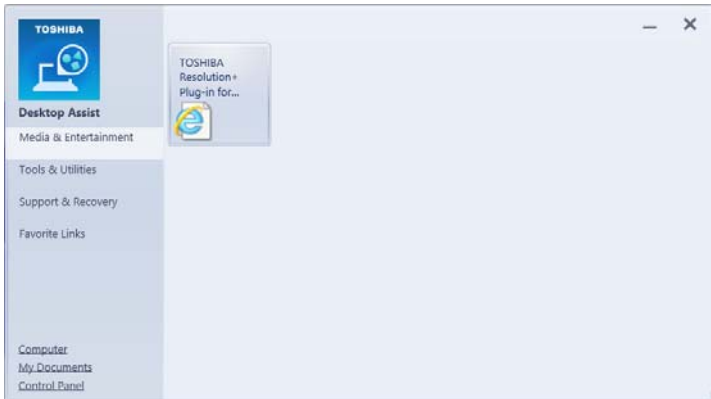 TOSHIBA
Desktop Assist
Media & Entertainment
Tools & Utilities
Support & Recovery
Favorite Links
Computer
My Documents
Control Panel
TOSHIBA
Resolution+
Plug-in for...